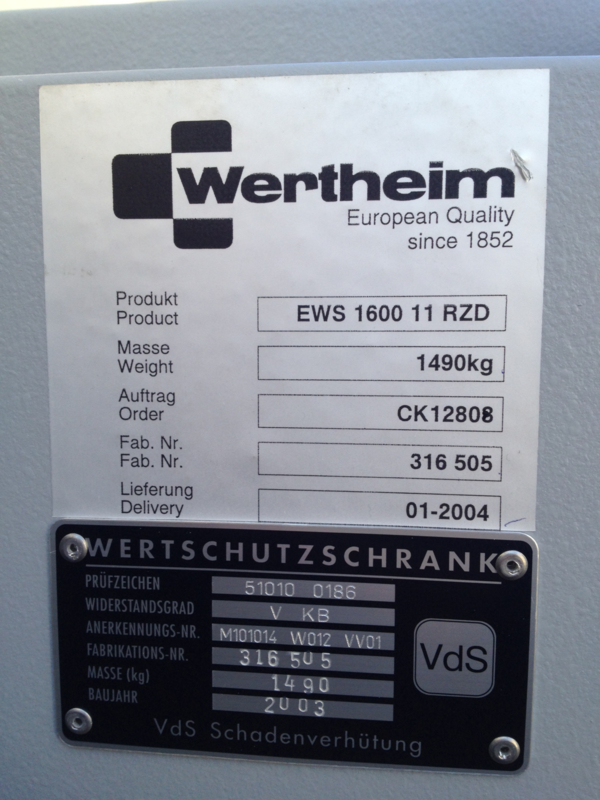 Wertheim
European Quality
since 1852
Produkt
Product
EWS 1600 11 RZD
Masse
Weight
1490kg
Auftrag
Order
CK12808
Fab. Nr.
Fab. Nr.
316 505
Lieferung
Delivery
01-2004
WERTSCHUTZSCHRANK
PRÜFZEICHEN 51010 0186
WIDERSTANDSGRAD V KB
ANERKENNUNGS-NR. M101014 W012 VV01
FABRIKATIONS-NR. 316 505
MASSE (kg) 1490
BAUJAHR 2003
VdS
VdS Schadenverhütung